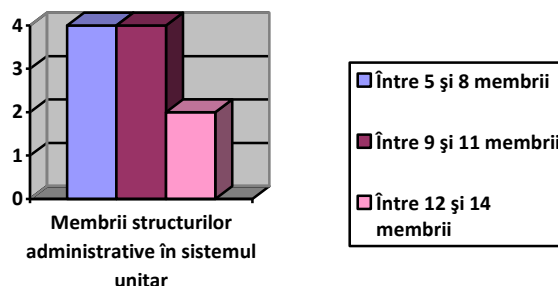 4
3
2
1
0
Membrii structurilor
administrative în sistemul
unitar
Între 5 şi 8 membrii
Între 9 şi 11 membrii
Între 12 şi 14
membrii